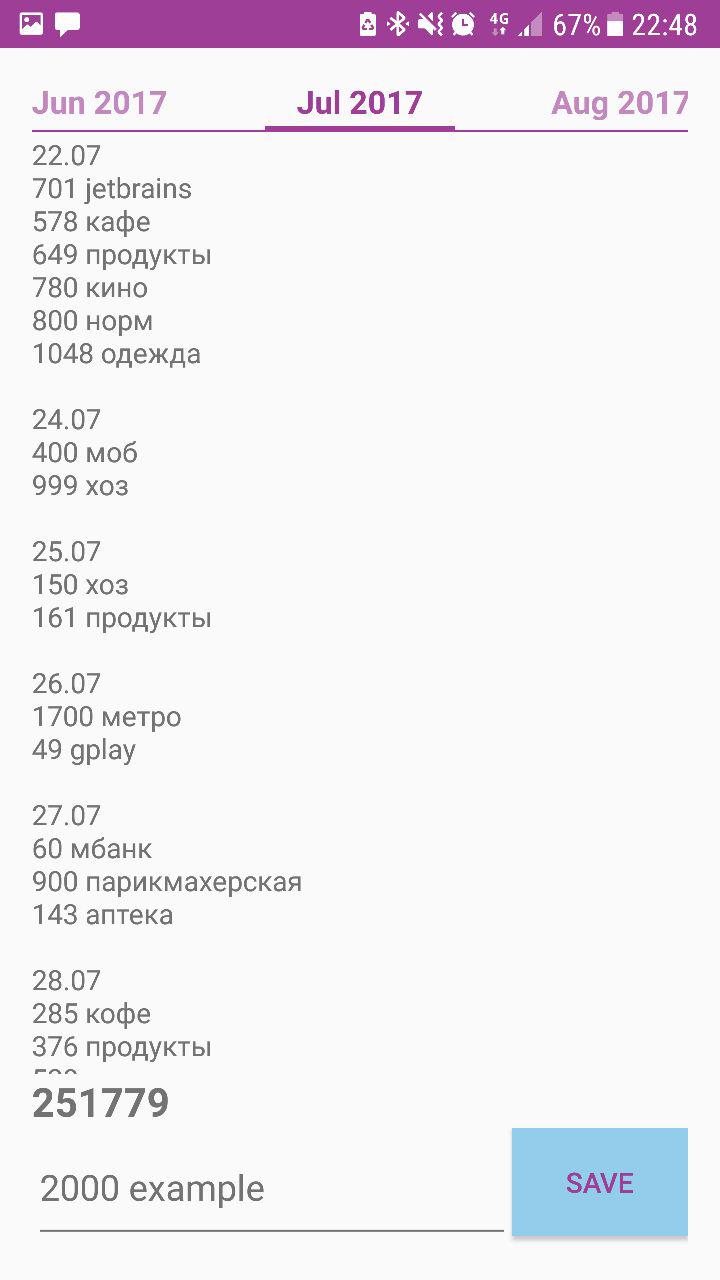 4G 67% 22:48
Jun 2017 Jul 2017 Aug 2017
22.07
701 jetbrains
578 кафе
649 продукты
780 кино
800 норм
1048 одежда
24.07
400 моб
999 хоз
25.07
150 хоз
161 продукты
26.07
1700 метро
49 gplay
27.07
60 мбанк
900 парикмахерская
143 аптека
28.07
285 кофе
376 продукты
251779
2000 example
SAVE